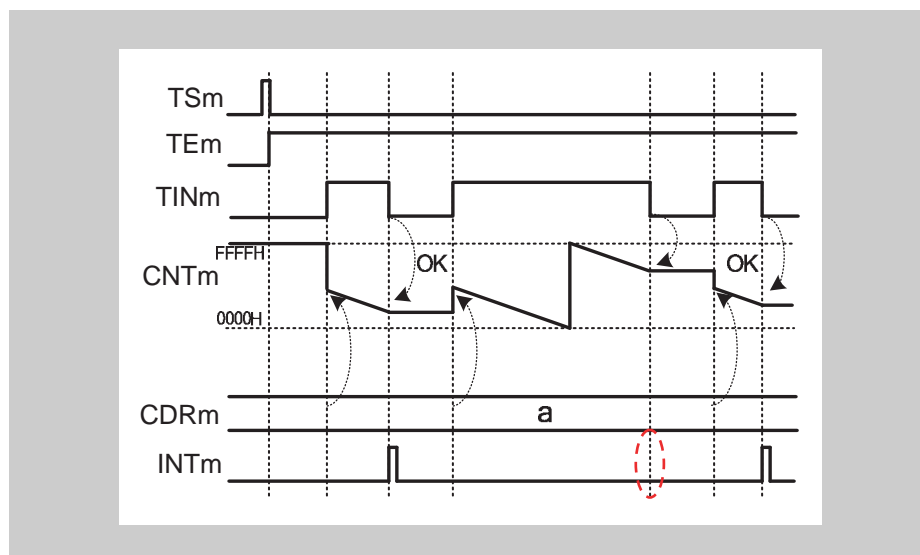 TSm
TEm
TINm
FFFFH
OK
OK
CNTm
0000H
CDRm
a
INTm